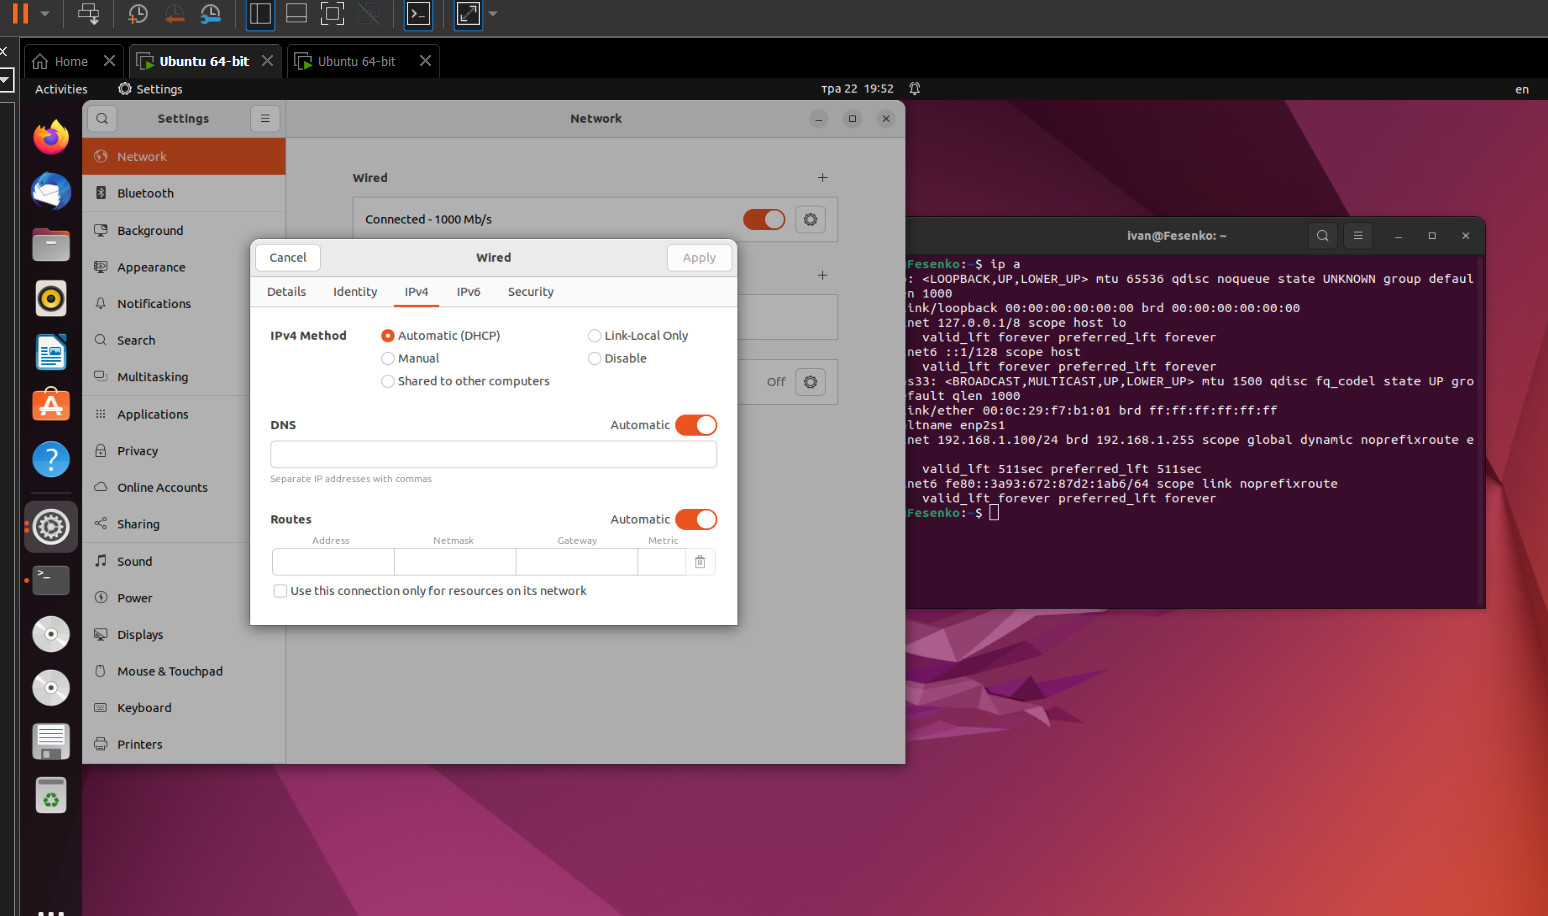 Home
Ubuntu 64-bit
Ubuntu 64-bit
Activities
Settings
тра 22 19:52
en
Settings
Network
Network
Bluetooth
Background
Appearance
Notifications
Search
Multitasking
Applications
Privacy
Online Accounts
Sharing
Sound
Power
Displays
Mouse & Touchpad
Keyboard
Printers
Wired
Connected - 1000 Mb/s
Off
Cancel
Wired
Apply
Details
Identity
IPv4
IPv6
Security
IPv4 Method
Automatic (DHCP)
Link-Local Only
Manual
Disable
Shared to other computers
DNS
Automatic
Separate IP addresses with commas
Routes
Automatic
Address
Netmask
Gateway
Metric
Use this connection only for resources on its network
ivan@Fesenko: ~
Fesenko:~$ ip a
: <LOOPBACK,UP,LOWER_UP> mtu 65536 qdisc noqueue state UNKNOWN group defaul
en 1000
ink/loopback 00:00:00:00:00:00 brd 00:00:00:00:00:00
net 127.0.0.1/8 scope host lo
valid_lft forever preferred_lft forever
net6 ::1/128 scope host
valid_lft forever preferred_lft forever
ns33: <BROADCAST,MULTICAST,UP,LOWER_UP> mtu 1500 qdisc fq_codel state UP gro
efault qlen 1000
ink/ether 00:0c:29:f7:b1:01 brd ff:ff:ff:ff:ff:ff
ltname enp2s1
net 192.168.1.100/24 brd 192.168.1.255 scope global dynamic noprefixroute e
valid_lft 511sec preferred_lft 511sec
net6 fe80::3a93:672:87d2:1ab6/64 scope link noprefixroute
valid_lft forever preferred_lft forever
Fesenko:~$